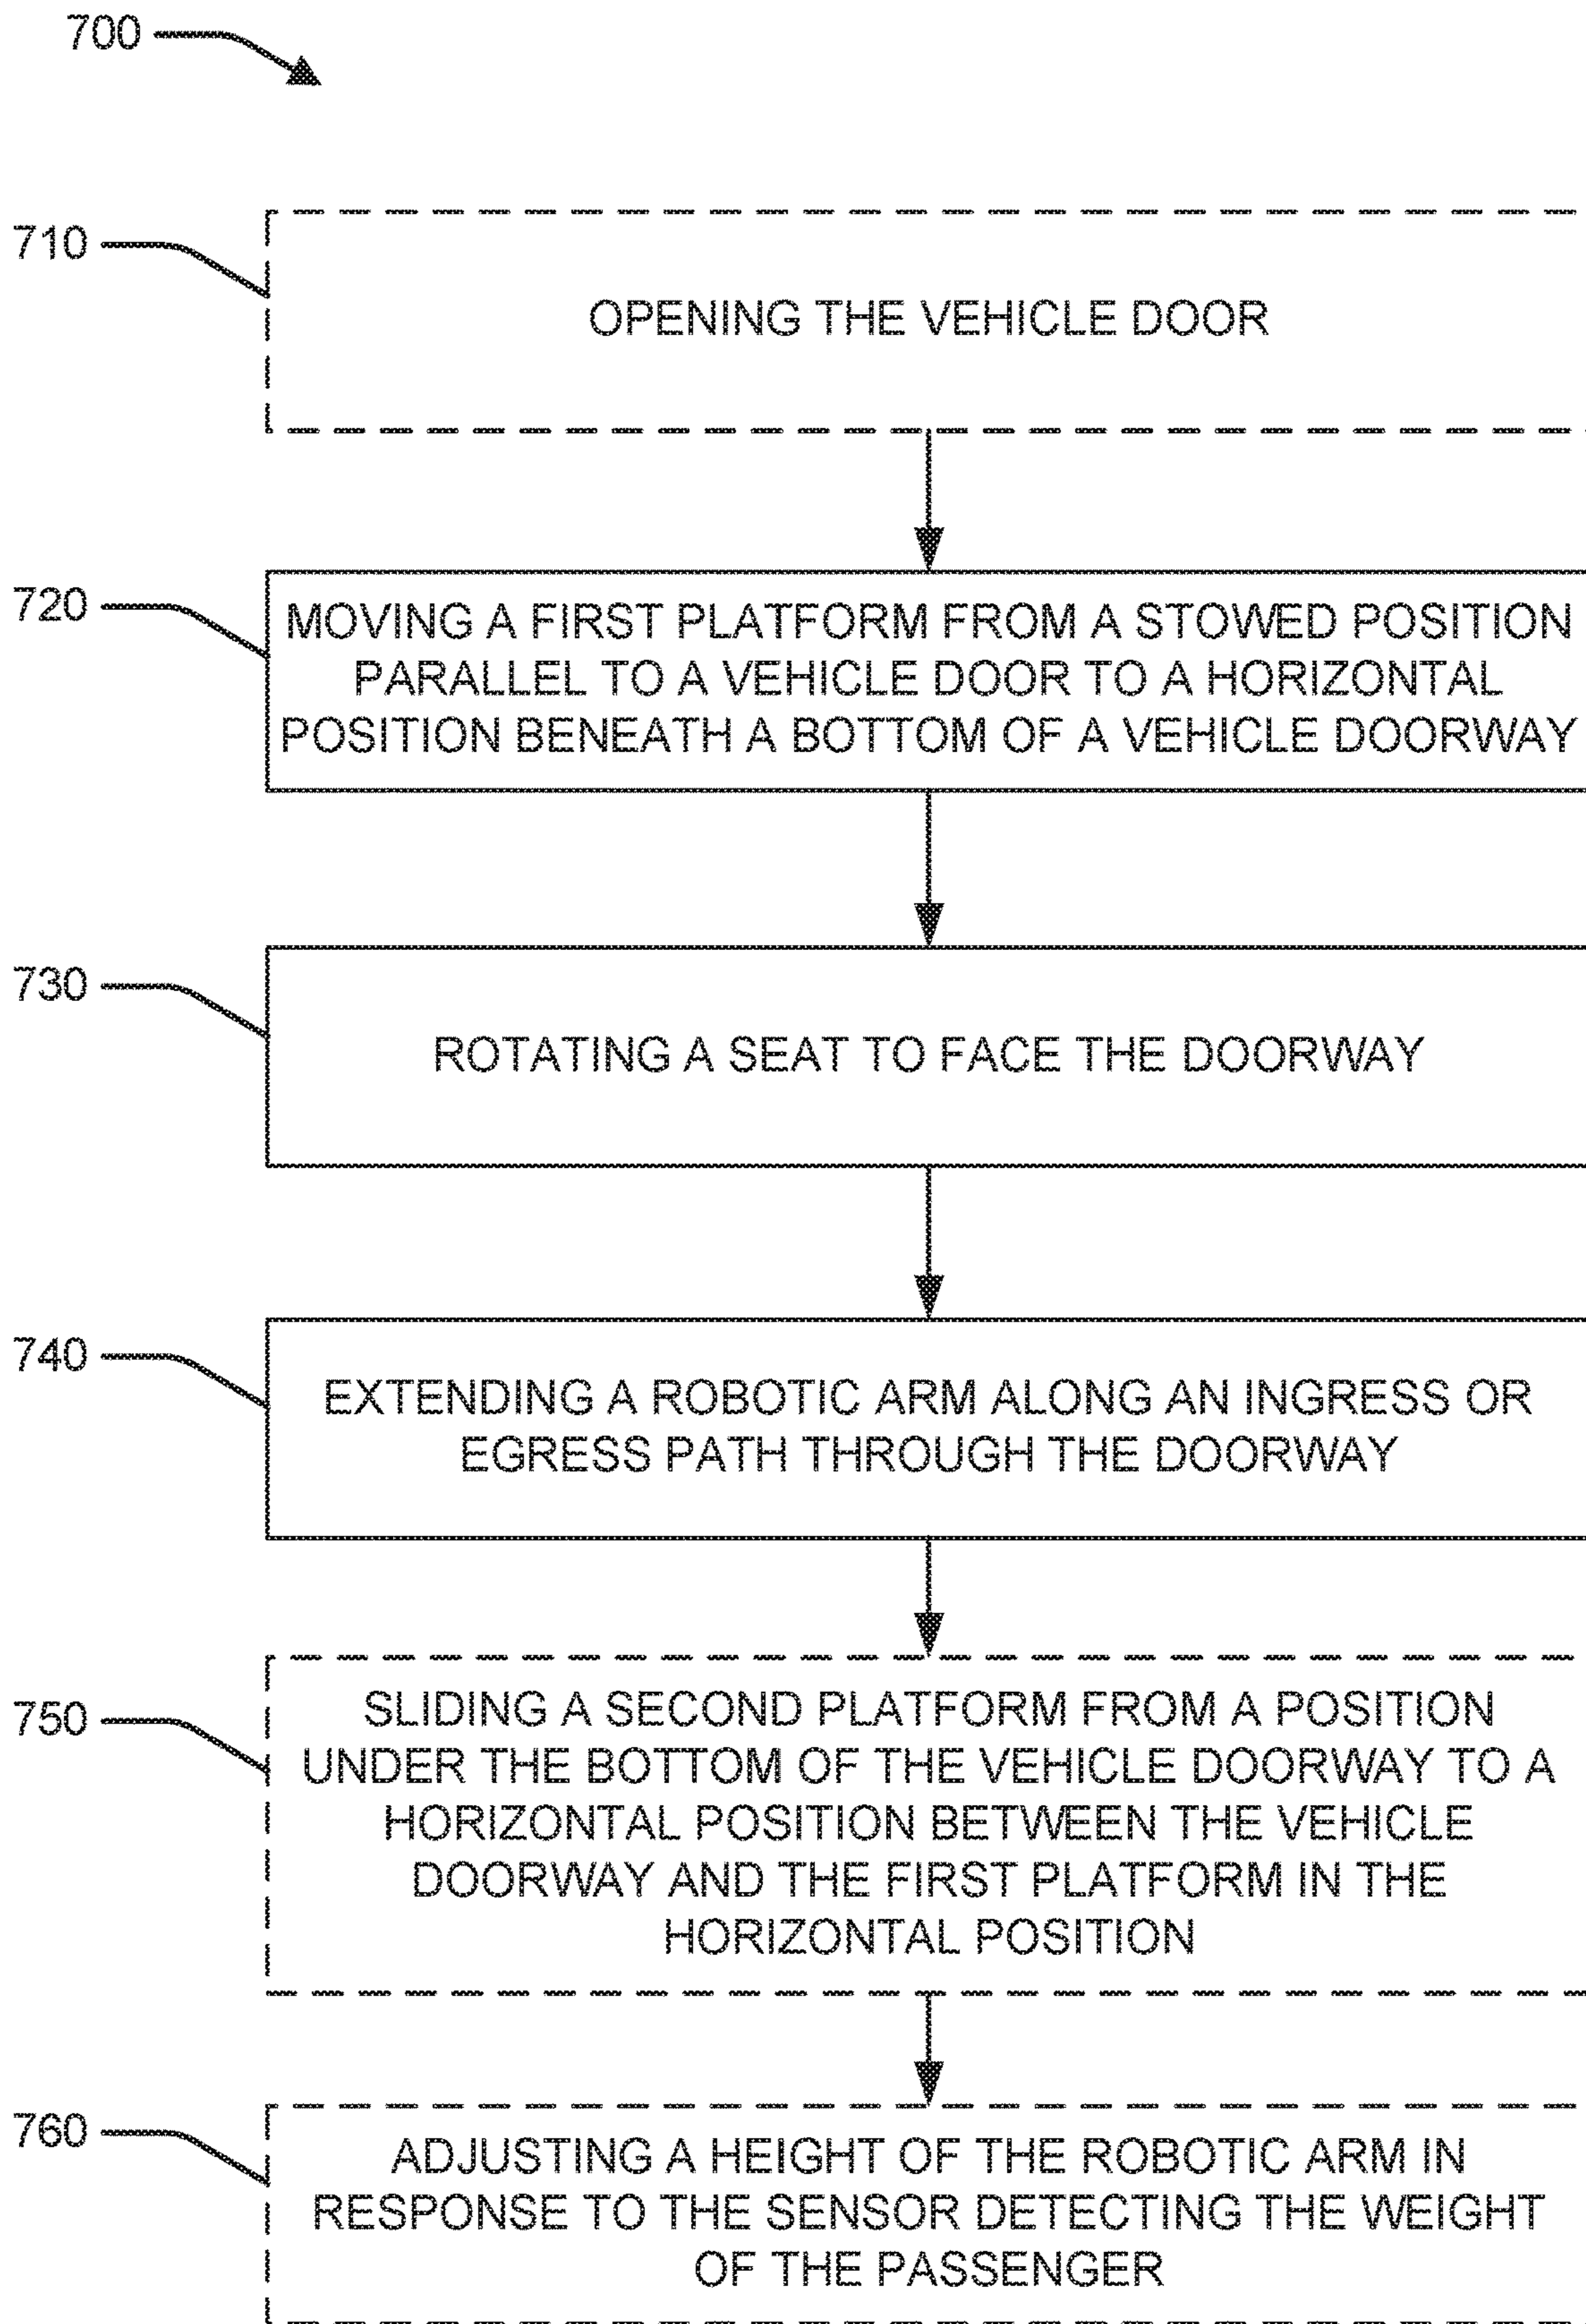 700
710
OPENING THE VEHICLE DOOR
720
MOVING A FIRST PLATFORM FROM A STOWED POSITION
PARALLEL TO A VEHICLE DOOR TO A HORIZONTAL
POSITION BENEATH A BOTTOM OF A VEHICLE DOORWAY
730
ROTATING A SEAT TO FACE THE DOORWAY
740
EXTENDING A ROBOTIC ARM ALONG AN INGRESS OR
EGRESS PATH THROUGH THE DOORWAY
750
SLIDING A SECOND PLATFORM FROM A POSITION
UNDER THE BOTTOM OF THE VEHICLE DOORWAY TO A
HORIZONTAL POSITION BETWEEN THE VEHICLE
DOORWAY AND THE FIRST PLATFORM IN THE
HORIZONTAL POSITION
760
ADJUSTING A HEIGHT OF THE ROBOTIC ARM IN
RESPONSE TO THE SENSOR DETECTING THE WEIGHT
OF THE PASSENGER